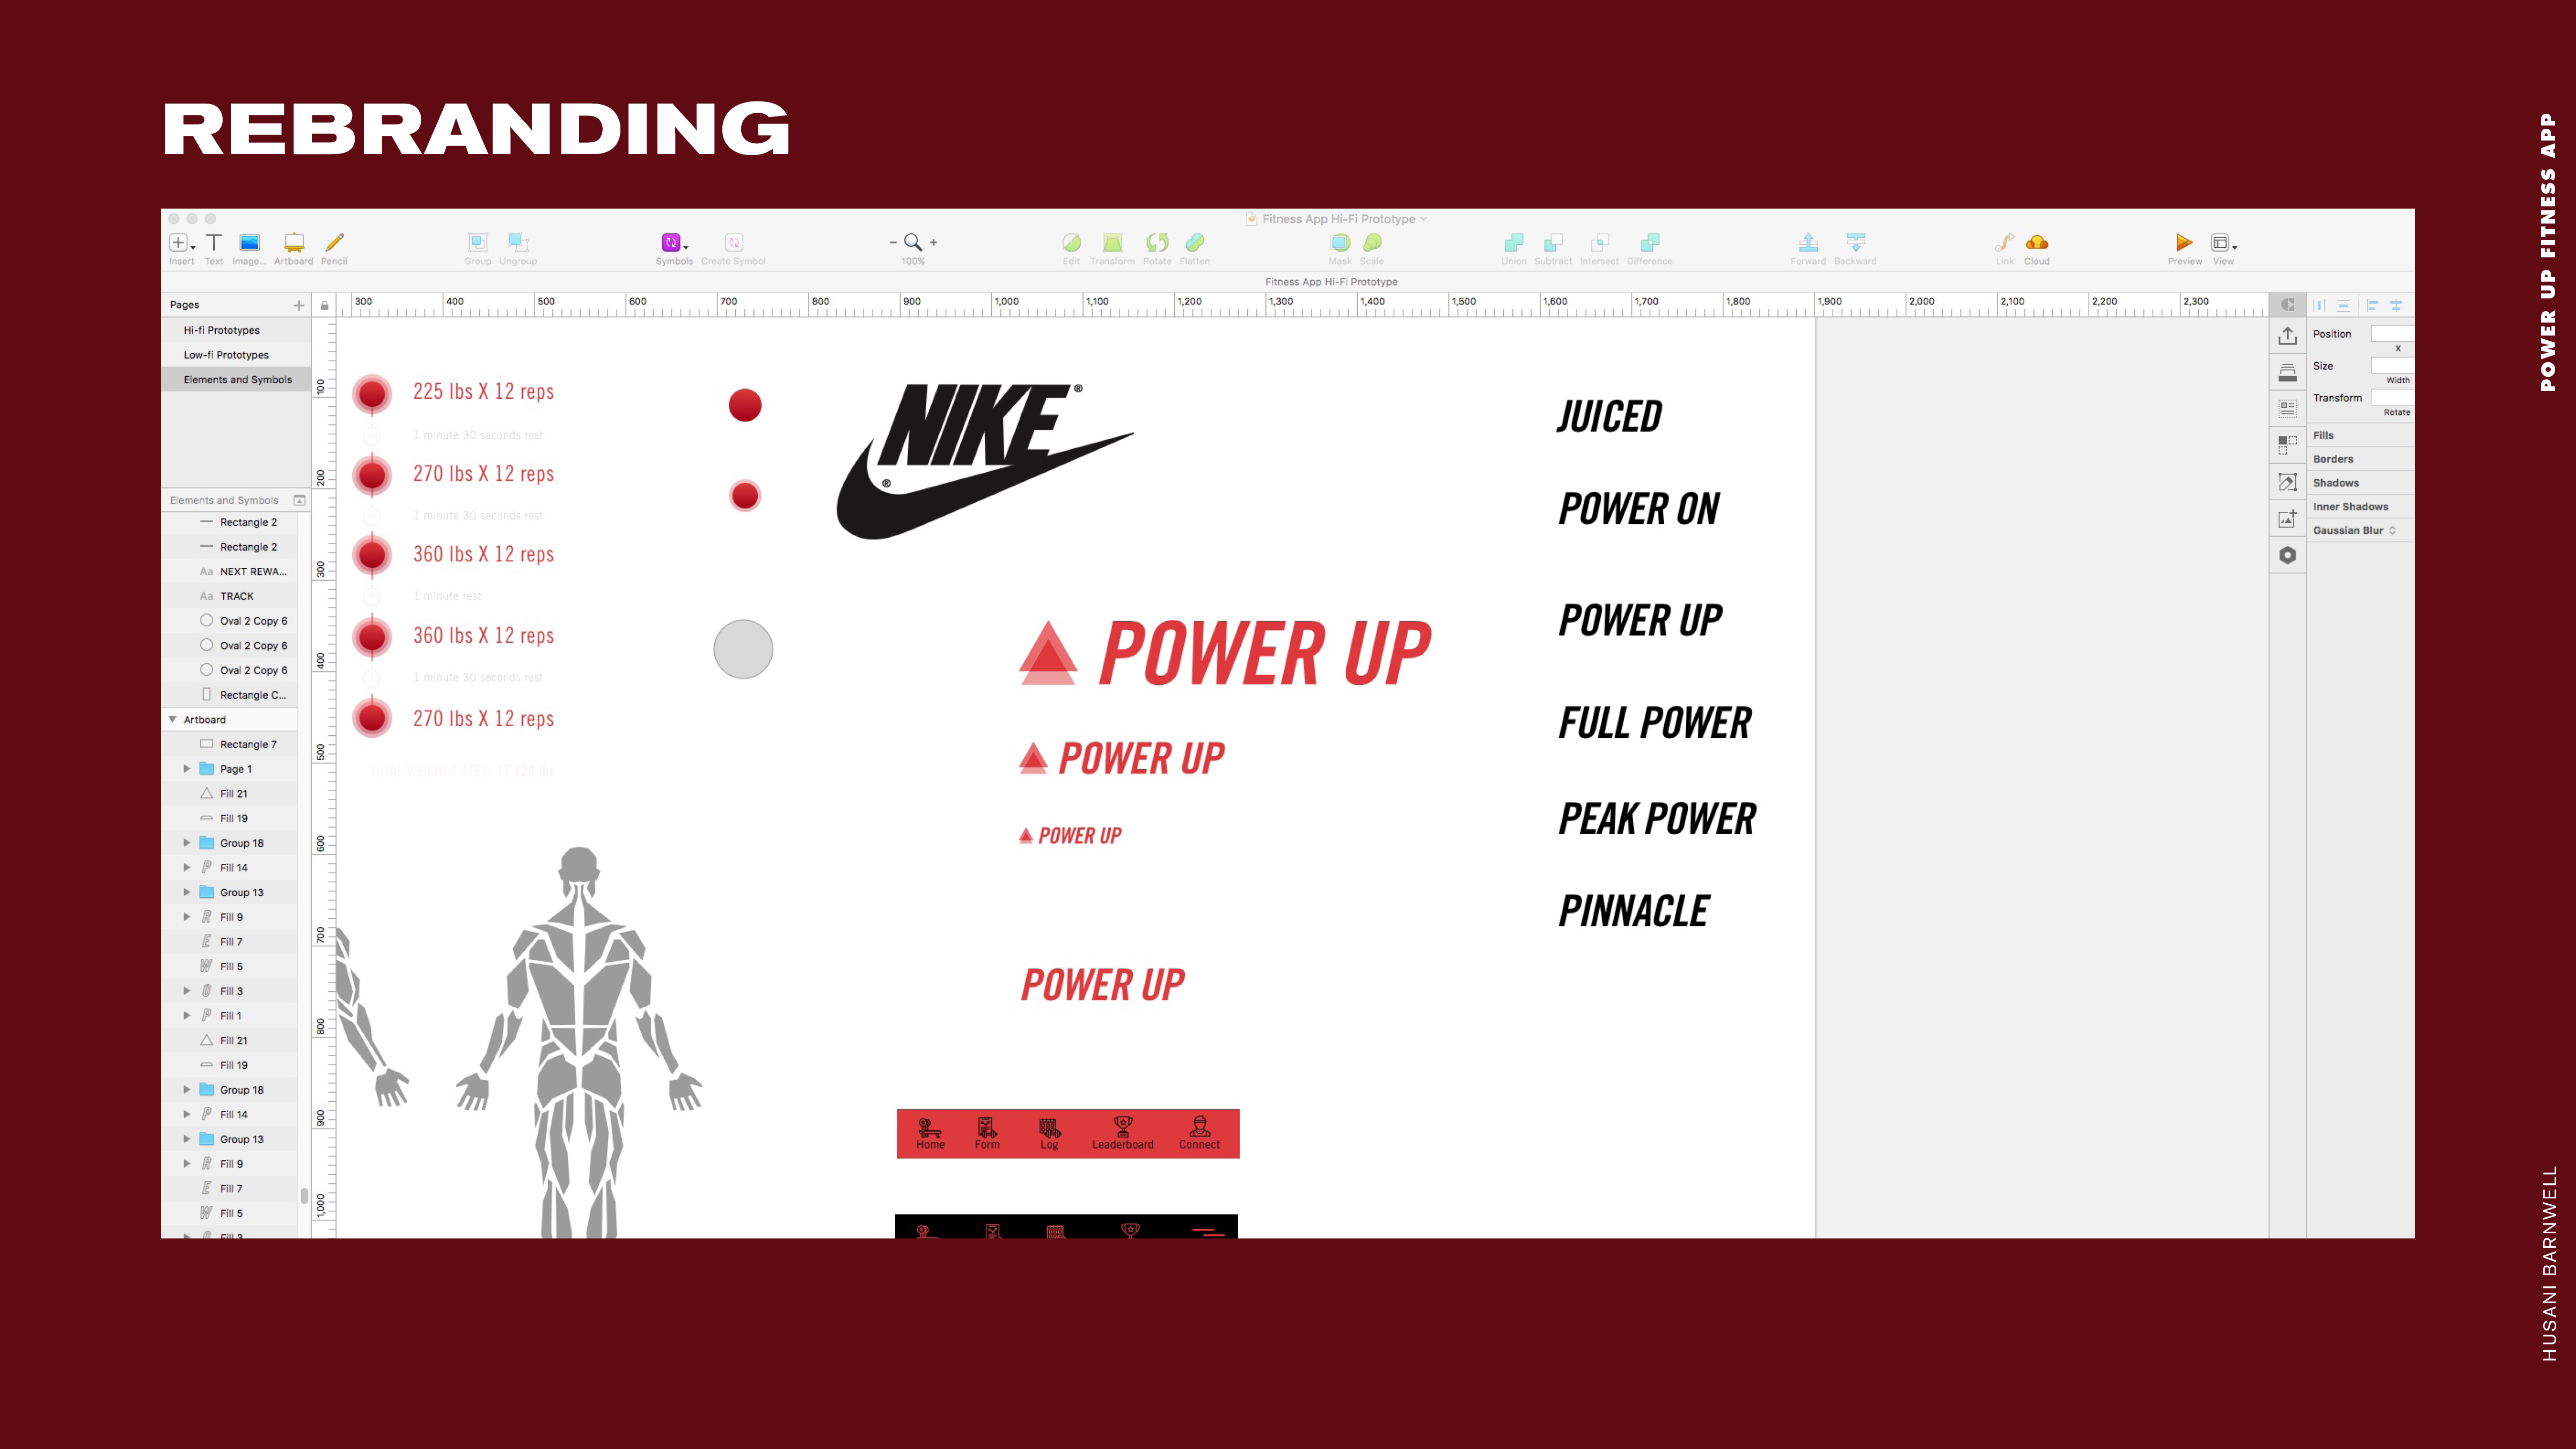 REBRANDING
POWER UP FITNESS APP
Fitness App Hi-Fi Prototype
Insert Text Image... Artboard Pencil Group Ungroup Symbols Create Symbol 100% Edit Transform Rotate Flatten Mask Scale Union Subtract Intersect Difference Forward Backward Link Cloud Preview View
Fitness App Hi-Fi Prototype
Pages
300 400 500 600 700 800 900 1,000 1,100 1,200 1,300 1,400 1,500 1,600 1,700 1,800 1,900 2,000 2,100 2,200 2,300
Hi-fi Prototypes
Low-fi Prototypes
Elements and Symbols
Elements and Symbols
Rectangle 2
Rectangle 2
Aa NEXT REWA...
Aa TRACK
Oval 2 Copy 6
Oval 2 Copy 6
Oval 2 Copy 6
Rectangle C...
Artboard
Rectangle 7
Page 1
Fill 21
Fill 19
Group 18
P Fill 14
Group 13
R Fill 9
E Fill 7
W Fill 5
O Fill 3
P Fill 1
Fill 21
Fill 19
Group 18
P Fill 14
Group 13
R Fill 9
E Fill 7
W Fill 5
Fill 3
100
200
300
400
500
600
700
800
900
1,000
225 lbs X 12 reps
1 minute 30 seconds rest
270 lbs X 12 reps
1 minute 30 seconds rest
360 lbs X 12 reps
1 minute rest
360 lbs X 12 reps
1 minute 30 seconds rest
270 lbs X 12 reps
TOTAL WEIGHT LIFTED: 17,820 lbs
NIKE®
®
POWER UP
POWER UP
POWER UP
POWER UP
Home Form Log Leaderboard Connect
JUICED
POWER ON
POWER UP
FULL POWER
PEAK POWER
PINNACLE
Position
X
Size
Width
Transform
Rotate
Fills
Borders
Shadows
Inner Shadows
Gaussian Blur
HUSANI BARNWELL